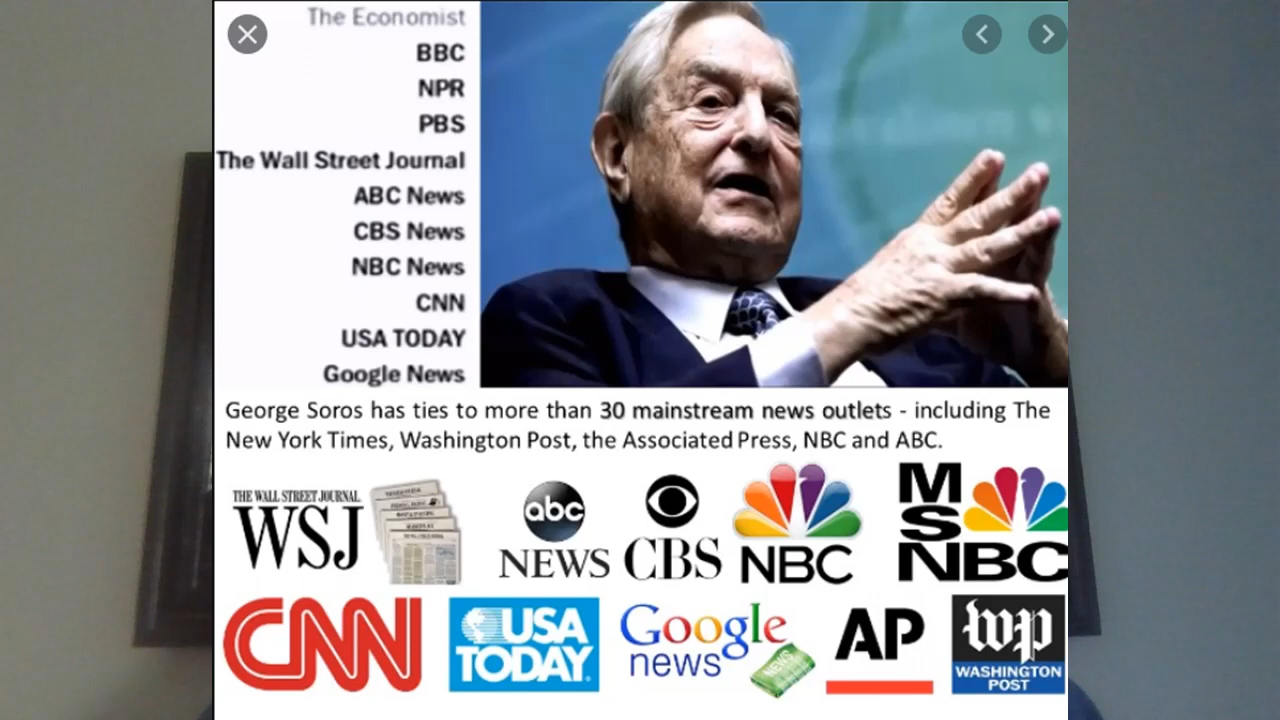 The Economist
BBC
NPR
PBS
The Wall Street Journal
ABC News
CBS News
NBC News
CNN
USA TODAY
Google News
George Soros has ties to more than 30 mainstream news outlets - including The
New York Times, Washington Post, the Associated Press, NBC and ABC.
THE WALL STREET JOURNAL
WSJ
abc
NEWS
CBS
NBC
MS
NBC
CNN
USA
TODAY
Google
news
NEWS
AP
wp
WASHINGTON
POST